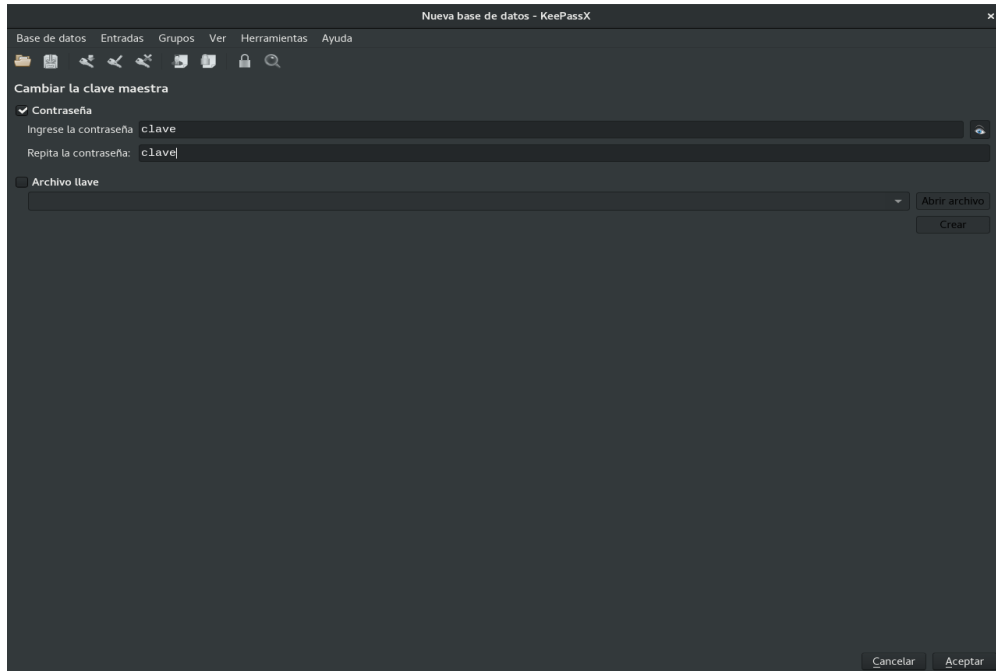 Nueva base de datos - KeePassX
Base de datos Entradas Grupos Ver Herramientas Ayuda
Cambiar la clave maestra
Contraseña
Ingrese la contraseña clave
Repita la contraseña: clave
Archivo llave
Abrir archivo
Crear
Cancelar Aceptar